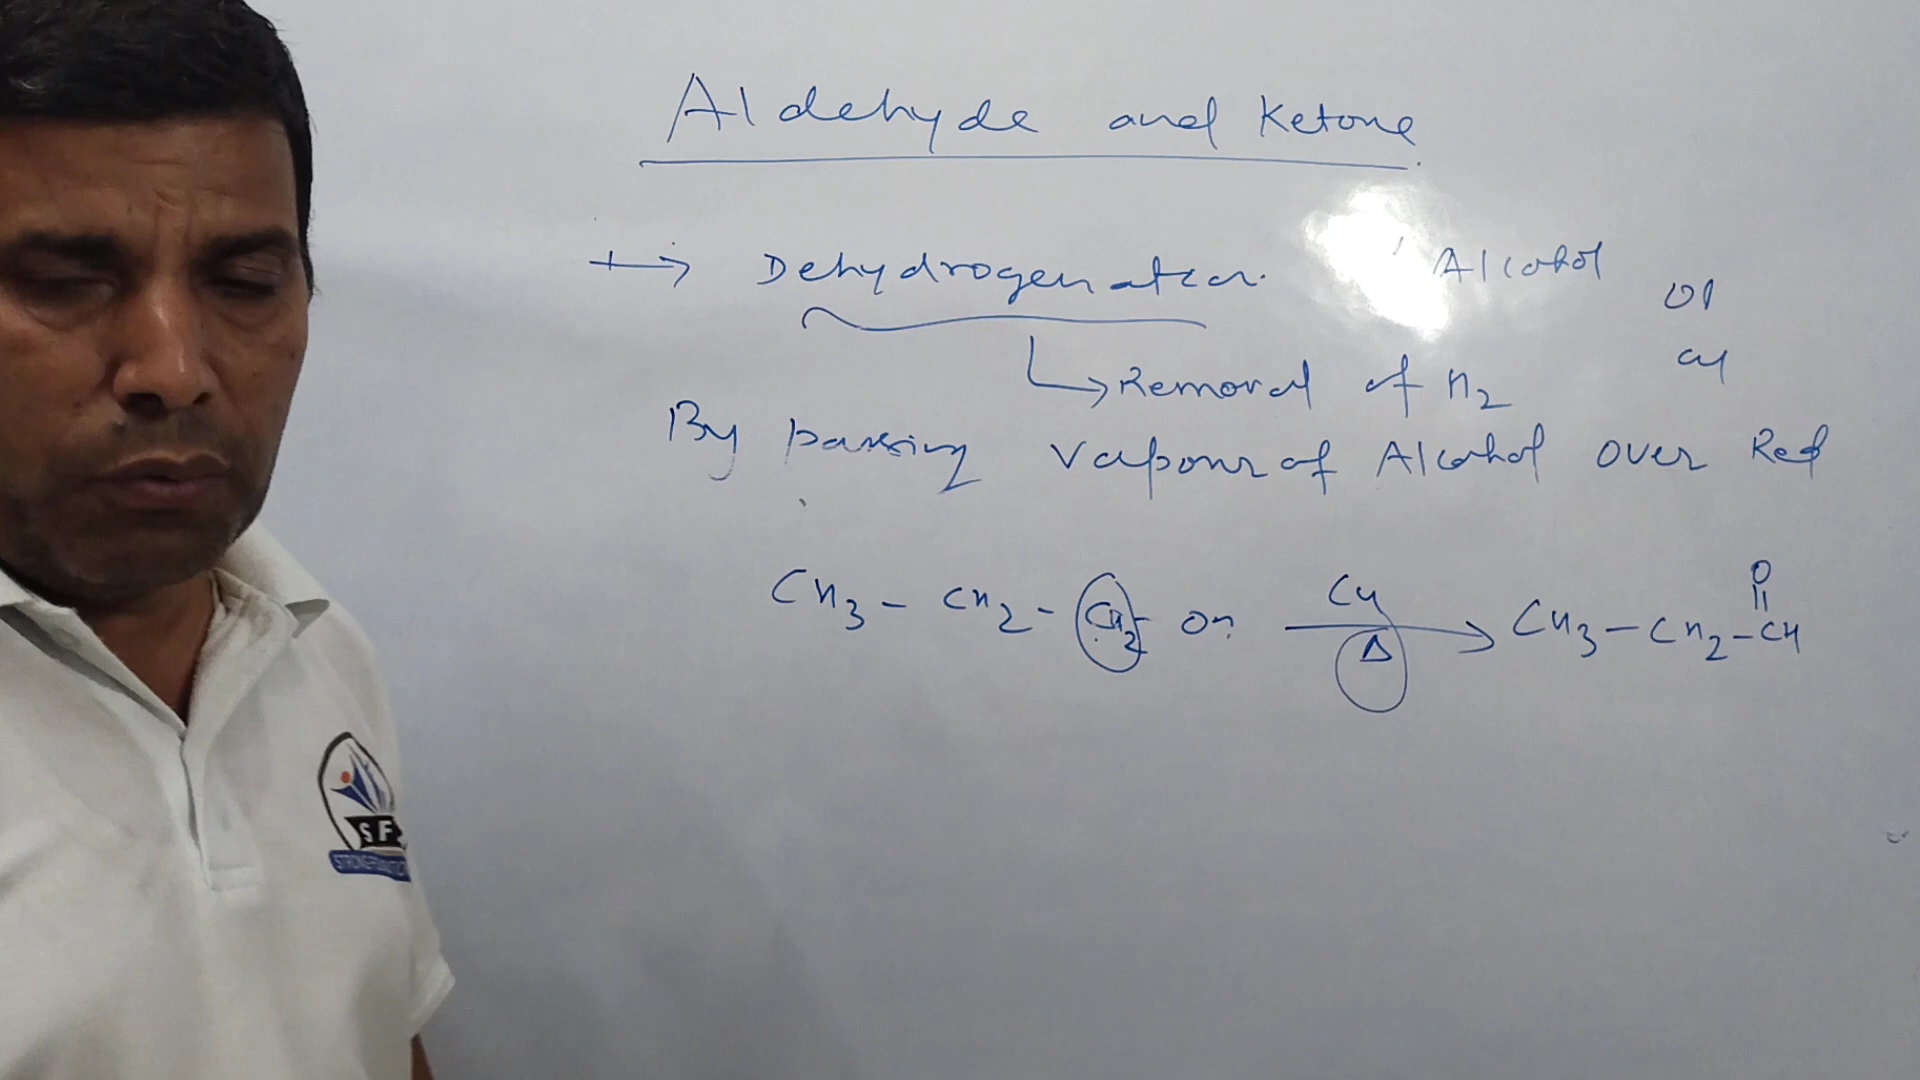 Aldehyde and Ketone
→ Dehydrogenation Alcohol
Or
Cu
→ Removal of H2
By passing Vapour of Alcohol over Red
CH3 - CH2 - CH2 - OH Cu Δ → CH3 - CH2 - CH
O
SF